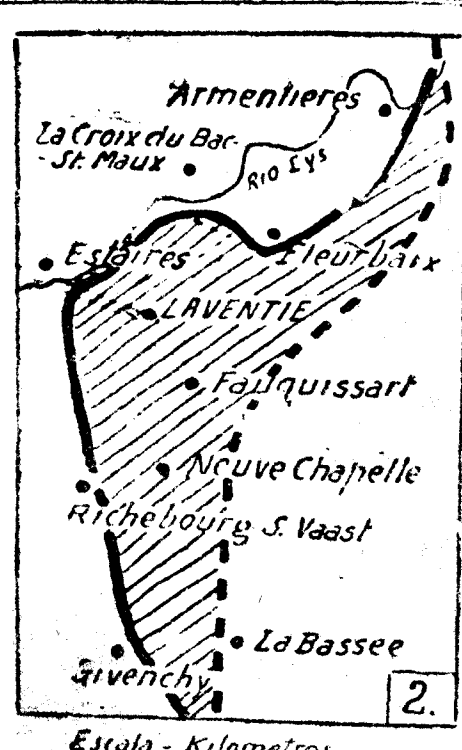 Armentieres
La Croix du Bac-
- St. Maux
RIO LYS
Estaires
Fleurbaix
LAVENTIE
Fauquissart
Neuve Chapelle
Richebourg S. Vaast
La Bassee
Givenchy
2.
Escala - Kilometros